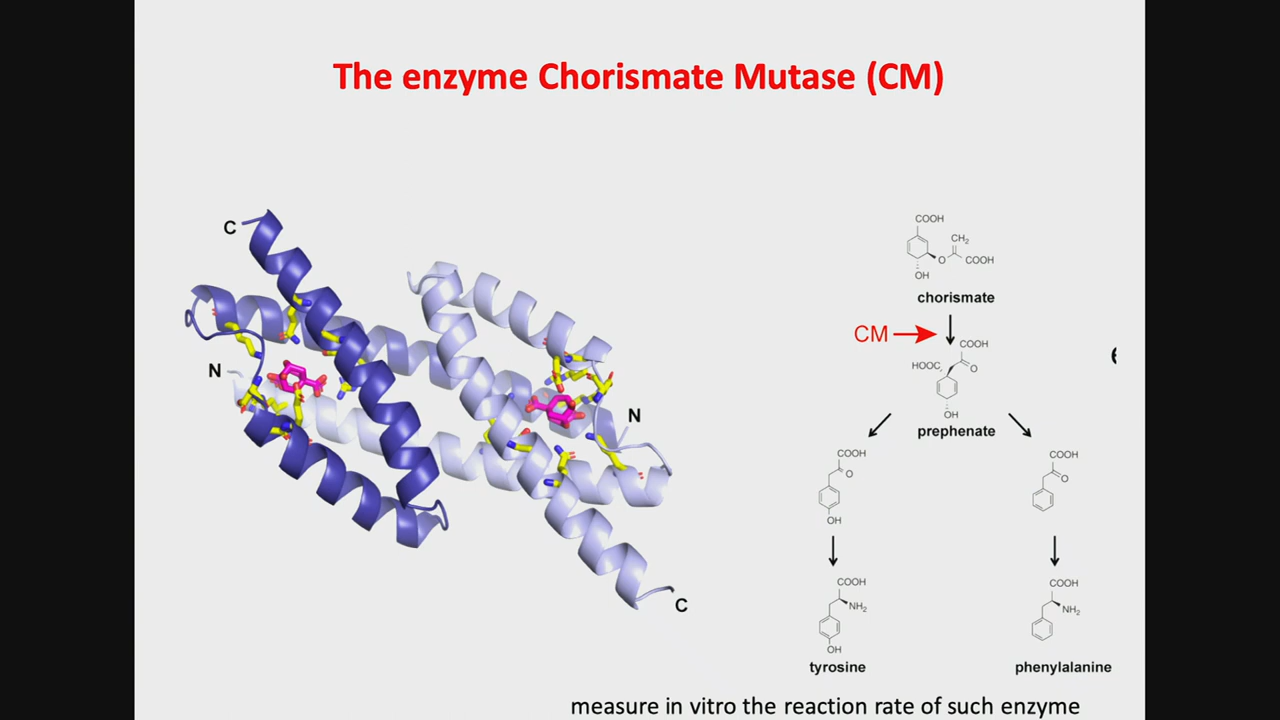 The enzyme Chorismate Mutase (CM)
C
N
N
C
COOH
CH2
O
COOH
OH
chorismate
CM
COOH
HOOC
O
OH
prephenate
COOH
O
OH
COOH
O
COOH
NH2
OH
tyrosine
COOH
NH2
phenylalanine
measure in vitro the reaction rate of such enzyme